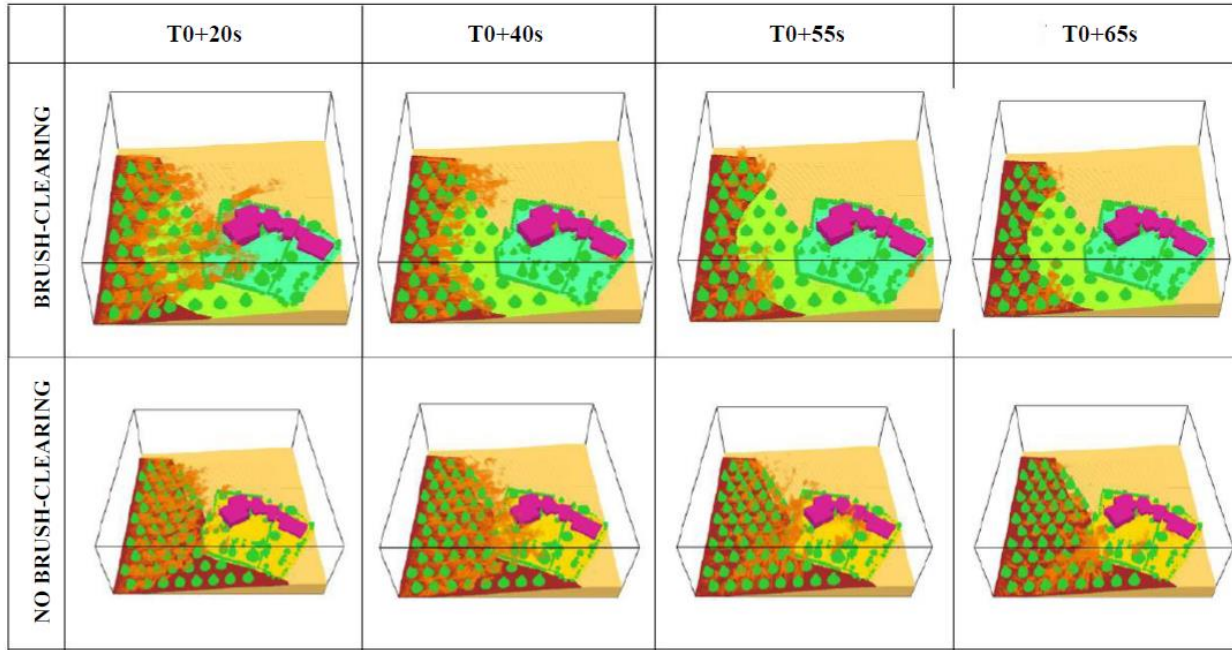 T0+20s
T0+40s
T0+55s
T0+65s
BRUSH-CLEARING
NO BRUSH-CLEARING